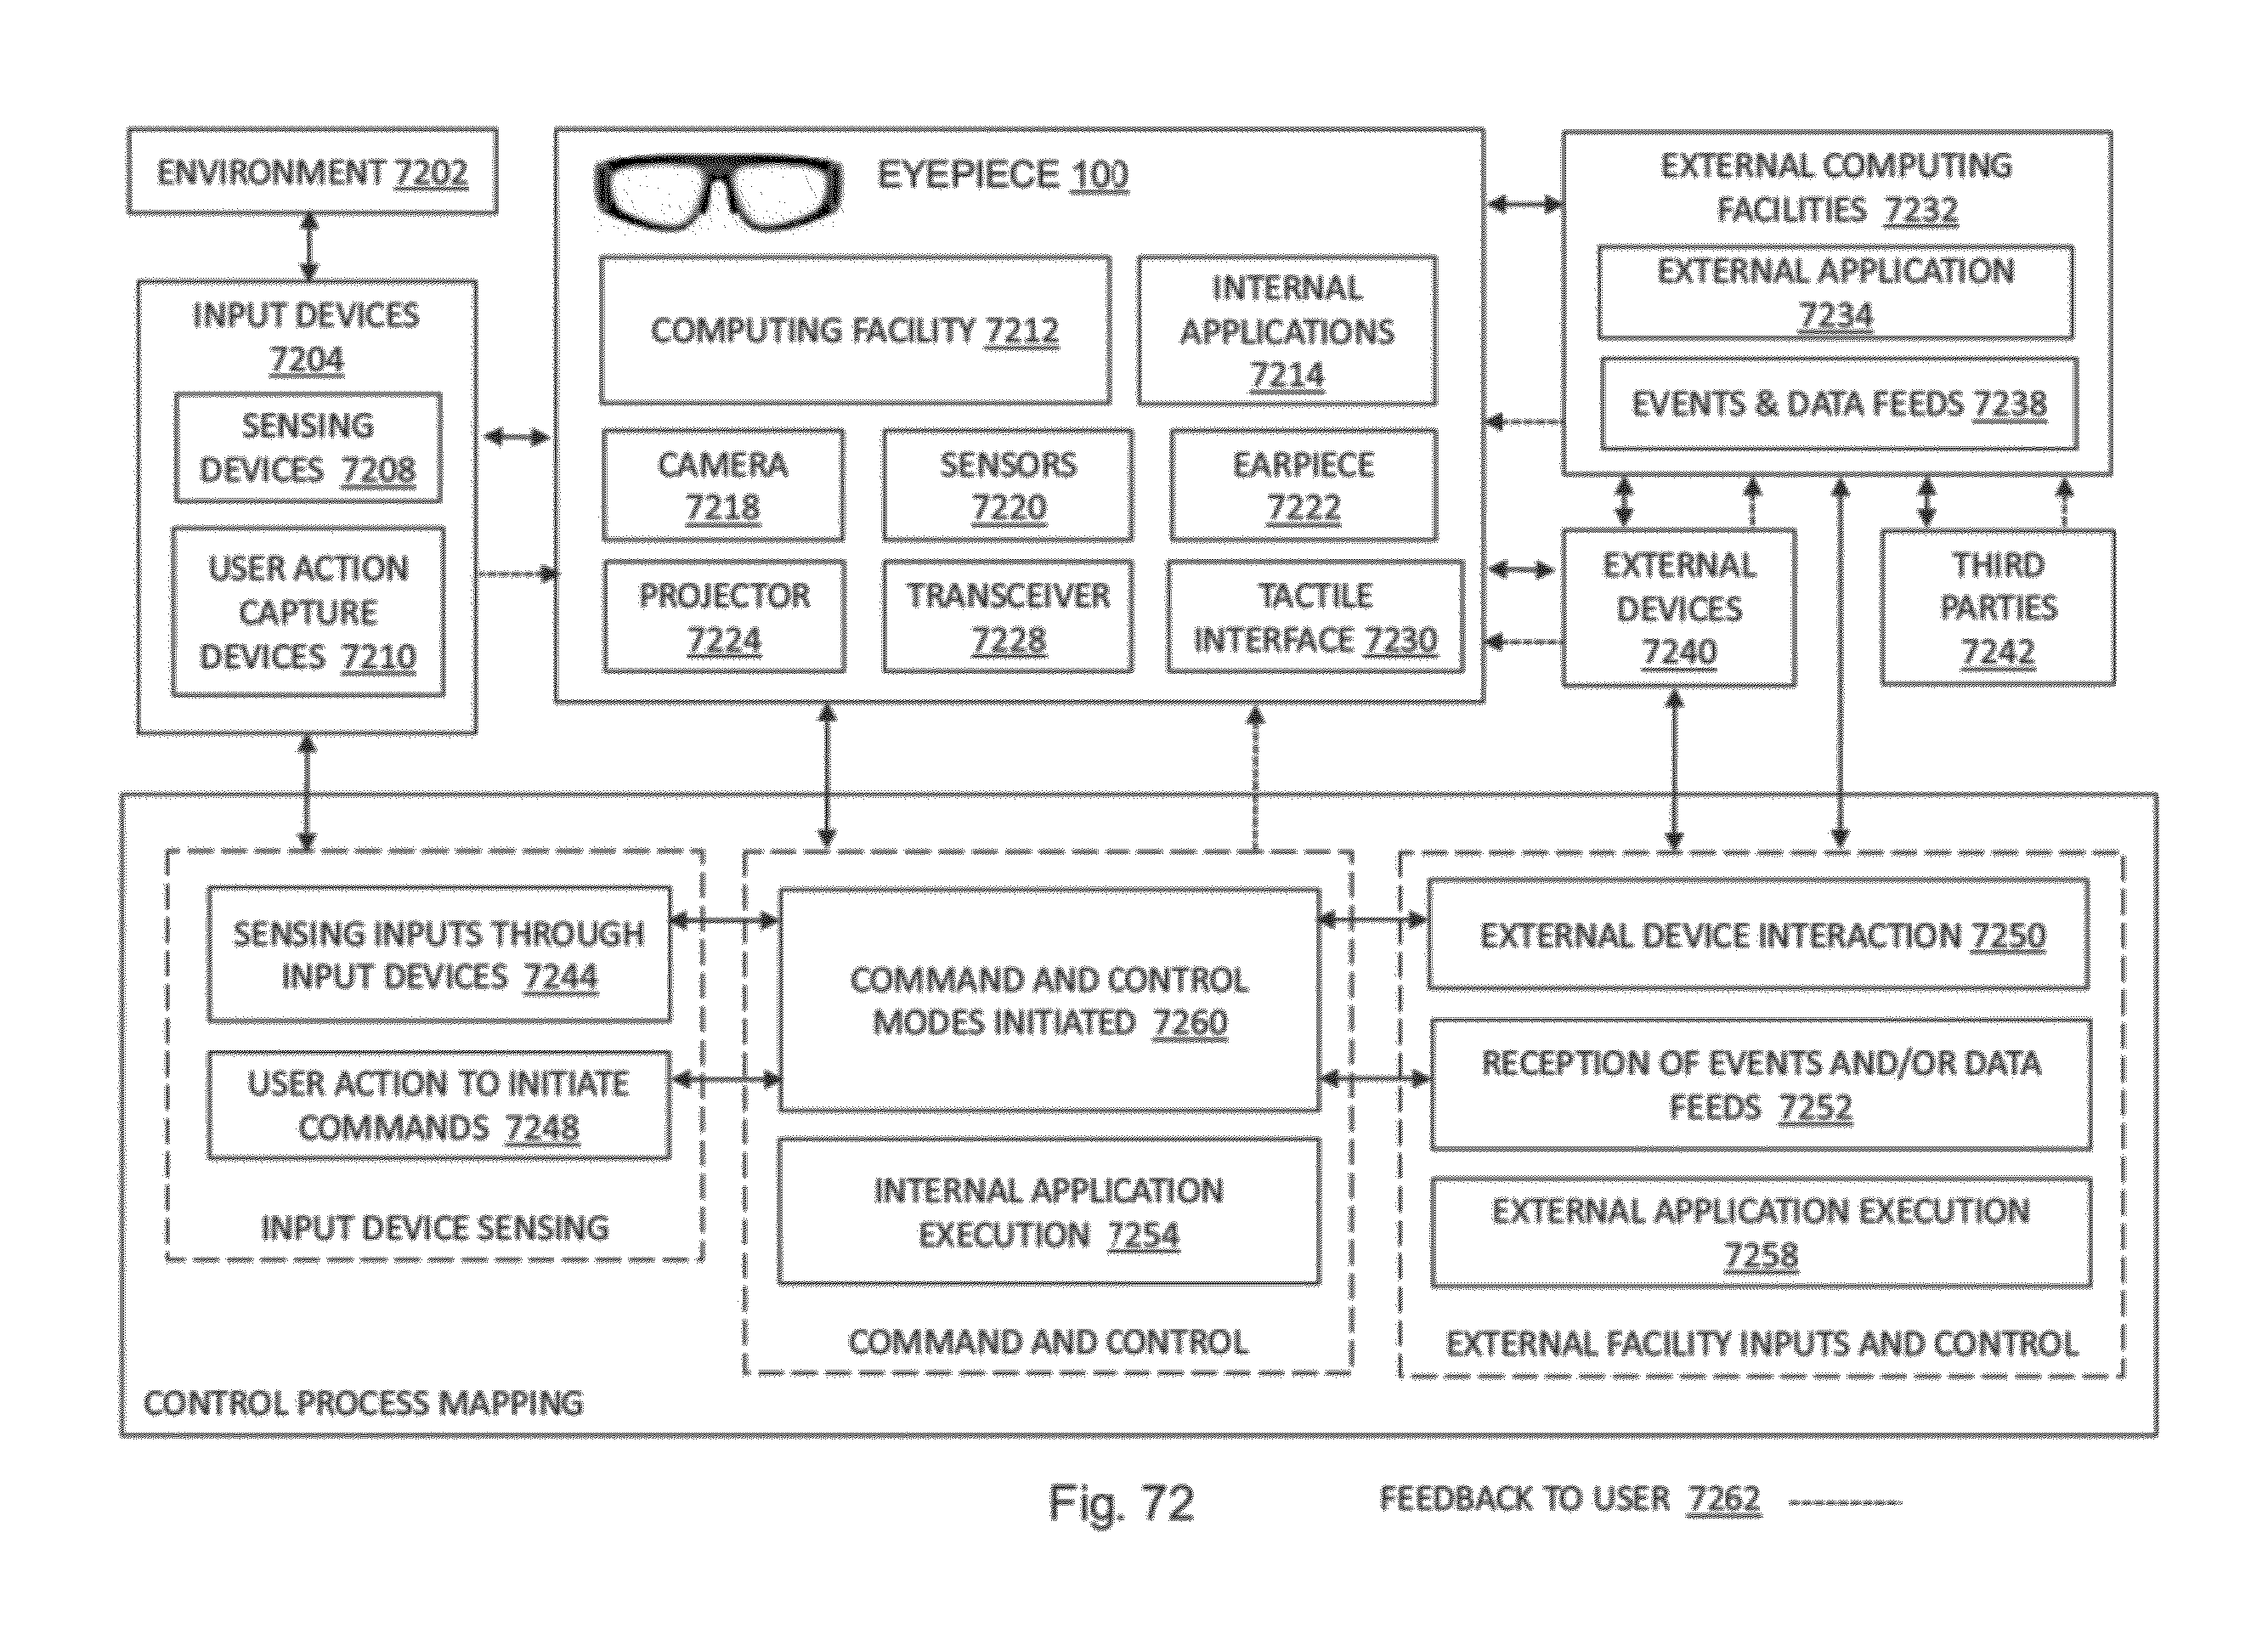 ENVIRONMENT 7202
INPUT DEVICES
7204
SENSING
DEVICES 7208
USER ACTION
CAPTURE
DEVICES 7210
EYEPIECE 100
COMPUTING FACILITY 7212
INTERNAL
APPLICATIONS
7214
CAMERA
7218
SENSORS
7220
EARPIECE
7222
PROJECTOR
7224
TRANSCEIVER
7228
TACTILE
INTERFACE 7230
EXTERNAL COMPUTING
FACILITIES 7232
EXTERNAL APPLICATION
7234
EVENTS & DATA FEEDS 7238
EXTERNAL
DEVICES
7240
THIRD
PARTIES
7242
SENSING INPUTS THROUGH
INPUT DEVICES 7244
USER ACTION TO INITIATE
COMMANDS 7248
INPUT DEVICE SENSING
COMMAND AND CONTROL
MODES INITIATED 7260
INTERNAL APPLICATION
EXECUTION 7254
COMMAND AND CONTROL
EXTERNAL DEVICE INTERACTION 7250
RECEPTION OF EVENTS AND/OR DATA
FEEDS 7252
EXTERNAL APPLICATION EXECUTION
7258
EXTERNAL FACILITY INPUTS AND CONTROL
CONTROL PROCESS MAPPING
Fig. 72
FEEDBACK TO USER 7262